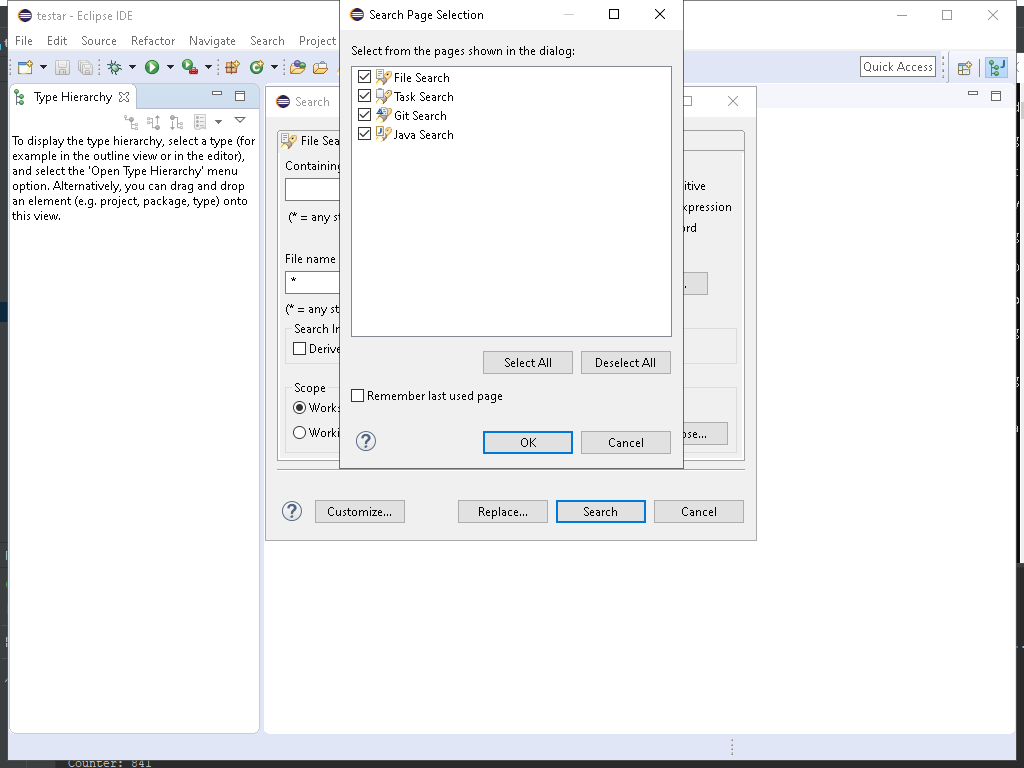 testar - Eclipse IDE
File Edit Source Refactor Navigate Search Project
Quick Access
Type Hierarchy
To display the type hierarchy, select a type (for
example in the outline view or in the editor),
and select the 'Open Type Hierarchy' menu
option. Alternatively, you can drag and drop
an element (e.g. project, package, type) onto
this view.
Search
File Sea
Containing
itive
xpression
(* = any st
rd
File name
*
(* = any st
Search In
Derive
Scope
Works
Worki
ose...
Customize...
Replace...
Search
Cancel
Search Page Selection
Select from the pages shown in the dialog:
File Search
Task Search
Git Search
Java Search
Select All
Deselect All
Remember last used page
OK
Cancel
Counter: 841